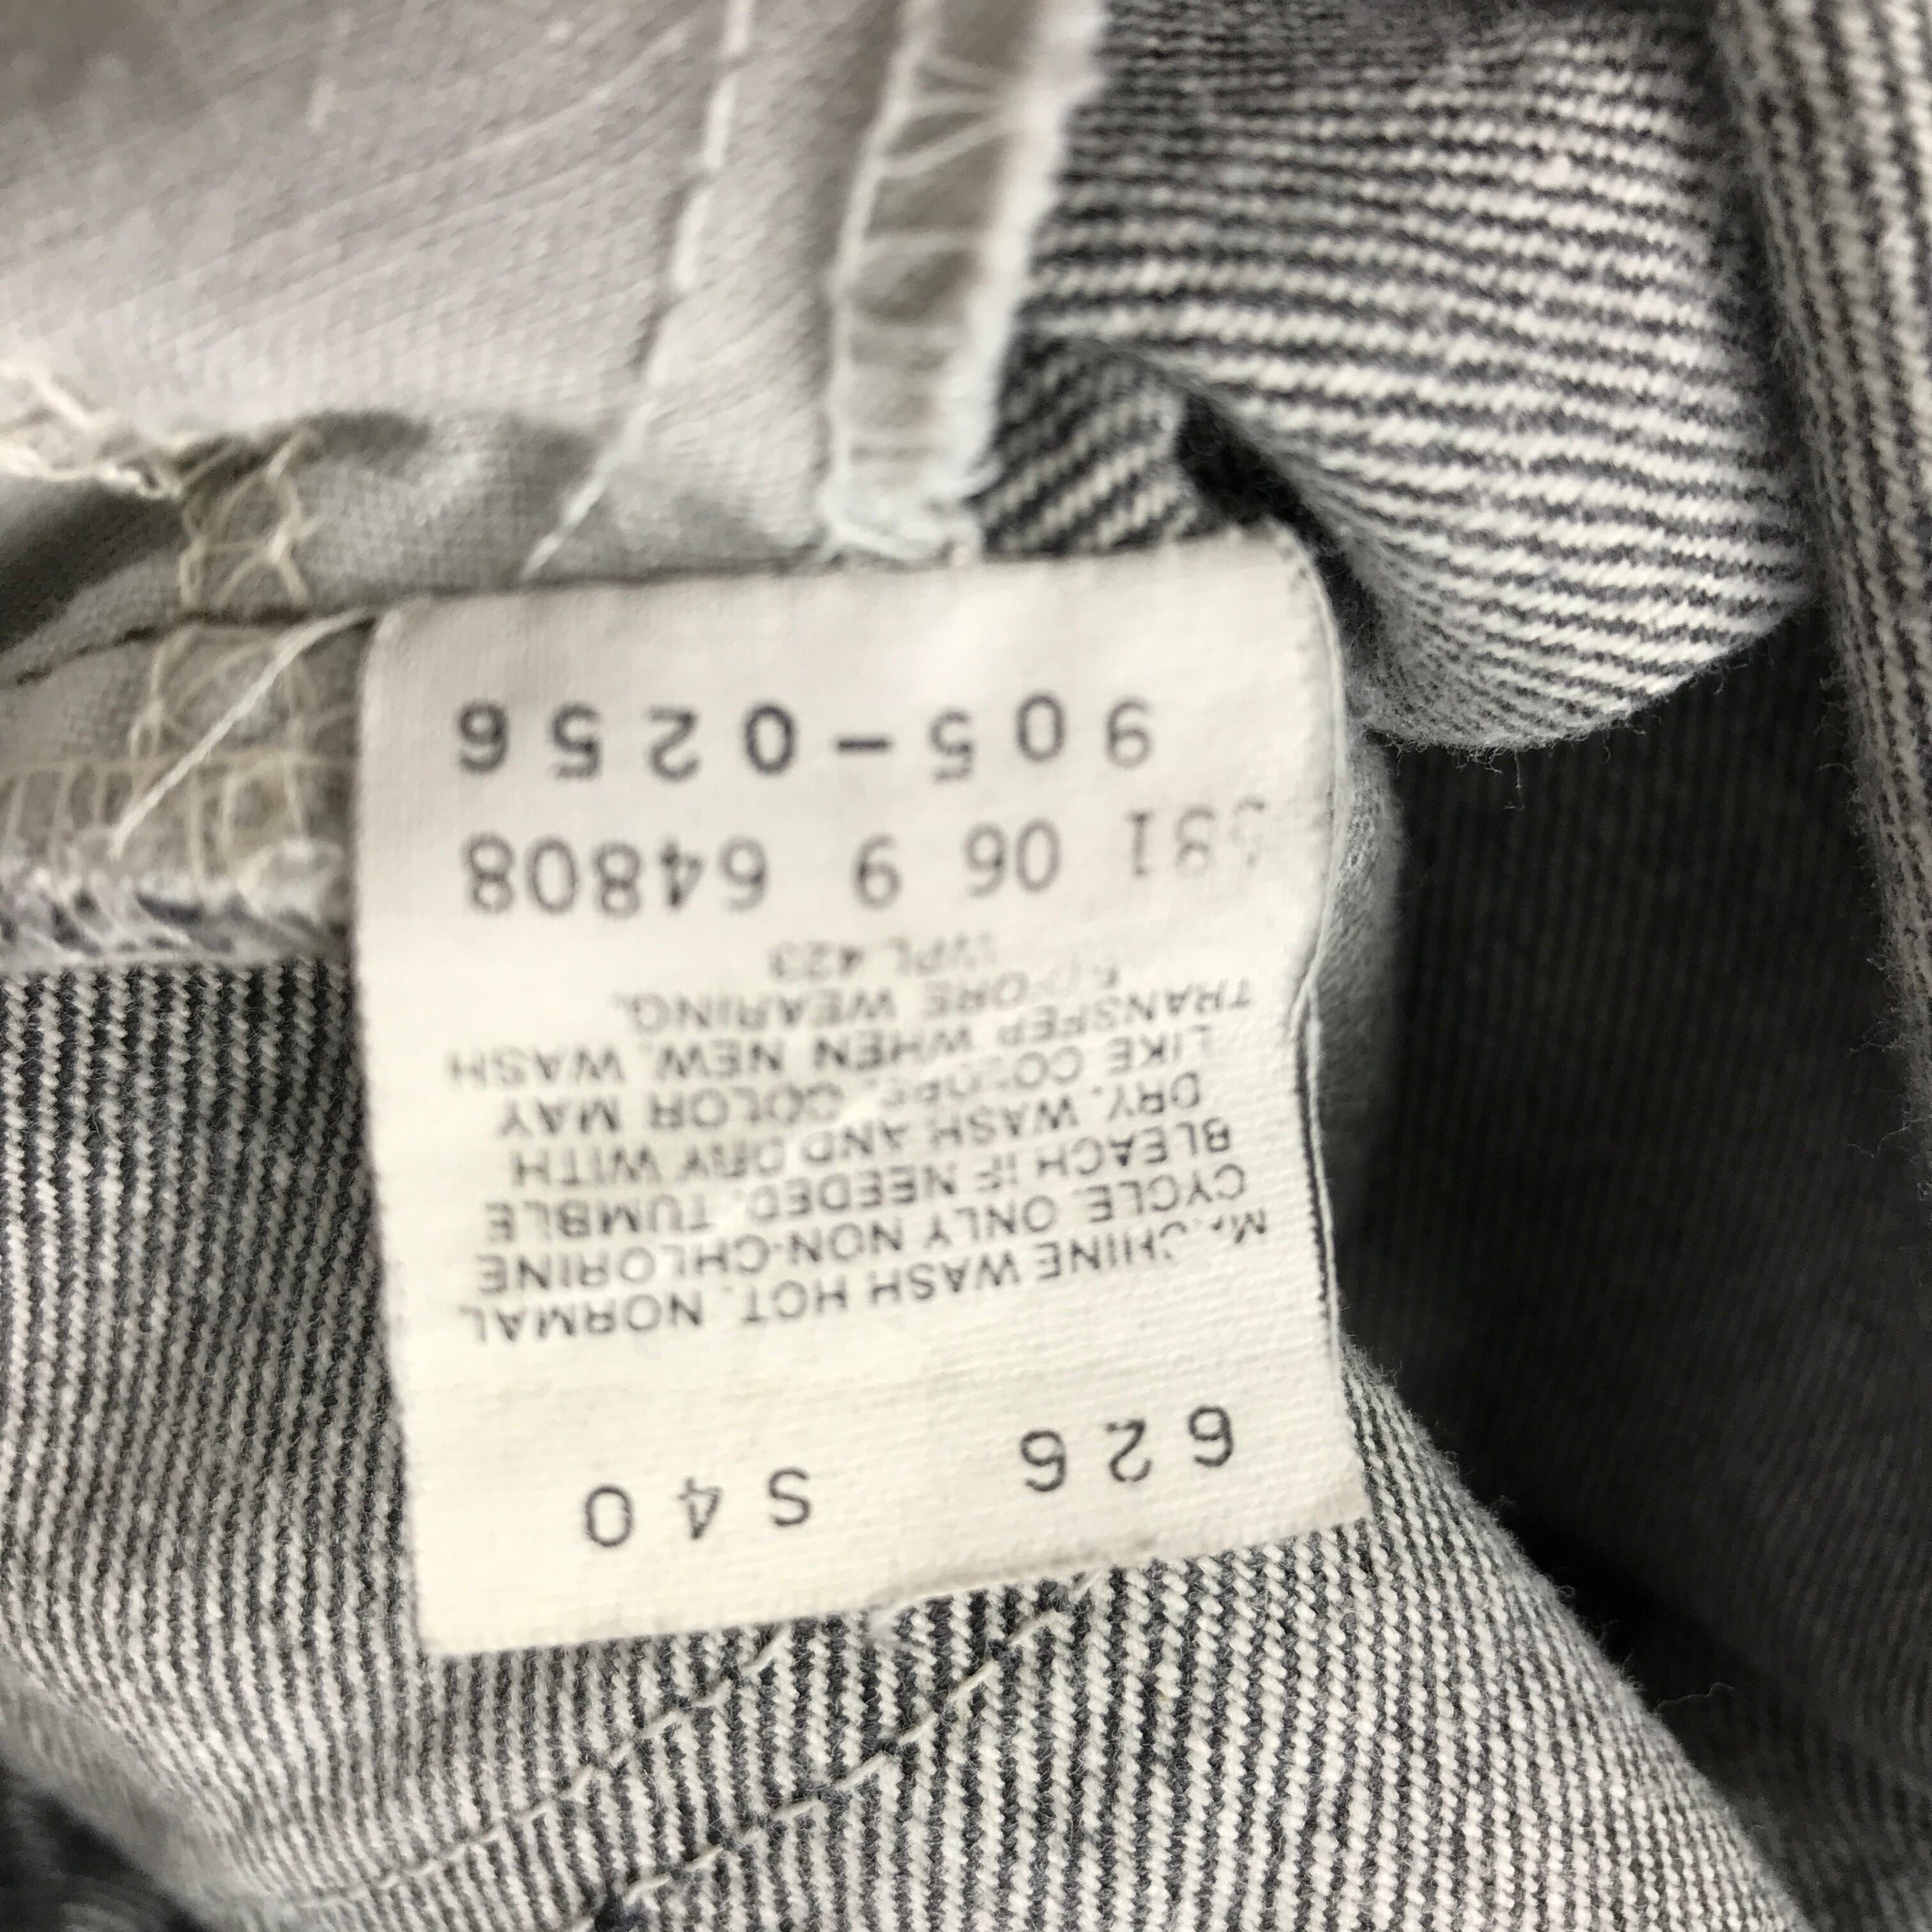 626 S40
MACHINE WASH HOT, NORMAL
CYCLE. ONLY NON-CHLORINE
BLEACH IF NEEDED. TUMBLE
DRY. WASH AND DRY WITH
LIKE COLORS. COLOR MAY
TRANSFER WHEN NEW. WASH
BEFORE WEARING.
WPL 423
06 9 64808
905-0256